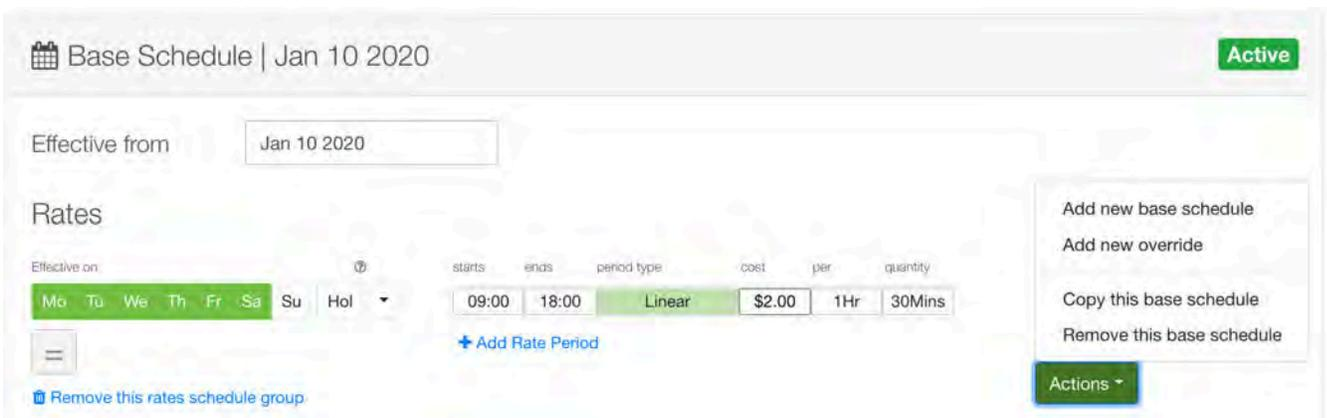 Base Schedule | Jan 10 2020
Active
Effective from
Jan 10 2020
Rates
Effective on
Mo Tu We Th Fr Sa Su Hol
starts ends period type cost per quantity
09:00 18:00 Linear $2.00 1Hr 30Mins
+ Add Rate Period
=
Remove this rates schedule group
Add new base schedule
Add new override
Copy this base schedule
Remove this base schedule
Actions